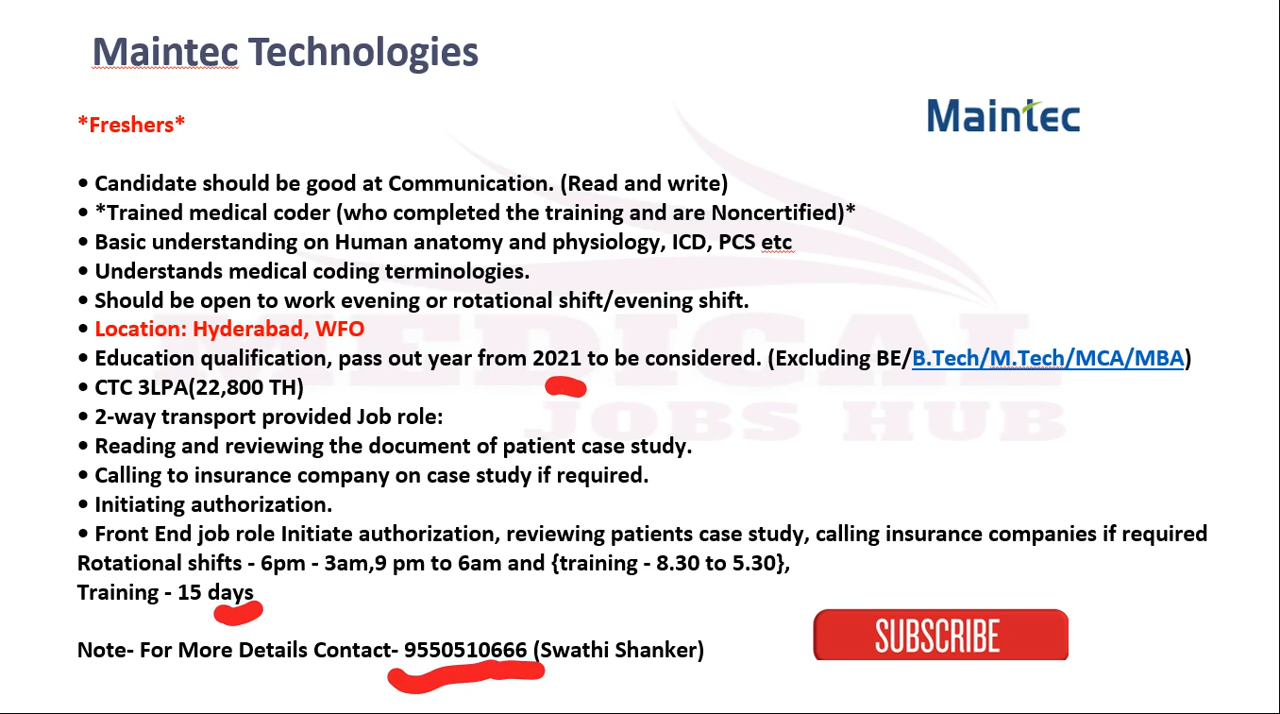 Maintec Technologies
Maintec
*Freshers*
• Candidate should be good at Communication. (Read and write)
• *Trained medical coder (who completed the training and are Noncertified)*
• Basic understanding on Human anatomy and physiology, ICD, PCS etc
• Understands medical coding terminologies.
• Should be open to work evening or rotational shift/evening shift.
• Location: Hyderabad, WFO
• Education qualification, pass out year from 2021 to be considered. (Excluding BE/B.Tech/M.Tech/MCA/MBA)
• CTC 3LPA(22,800 TH)
• 2-way transport provided Job role:
• Reading and reviewing the document of patient case study.
• Calling to insurance company on case study if required.
• Initiating authorization.
• Front End job role Initiate authorization, reviewing patients case study, calling insurance companies if required
Rotational shifts - 6pm - 3am,9 pm to 6am and {training - 8.30 to 5.30},
Training - 15 days
Note- For More Details Contact- 9550510666 (Swathi Shanker)
SUBSCRIBE
MEDICAL
JOBS HUB